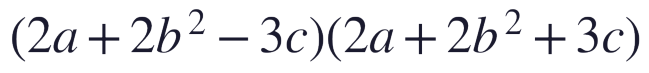 (2a + 2b² − 3c)(2a + 2b² + 3c)